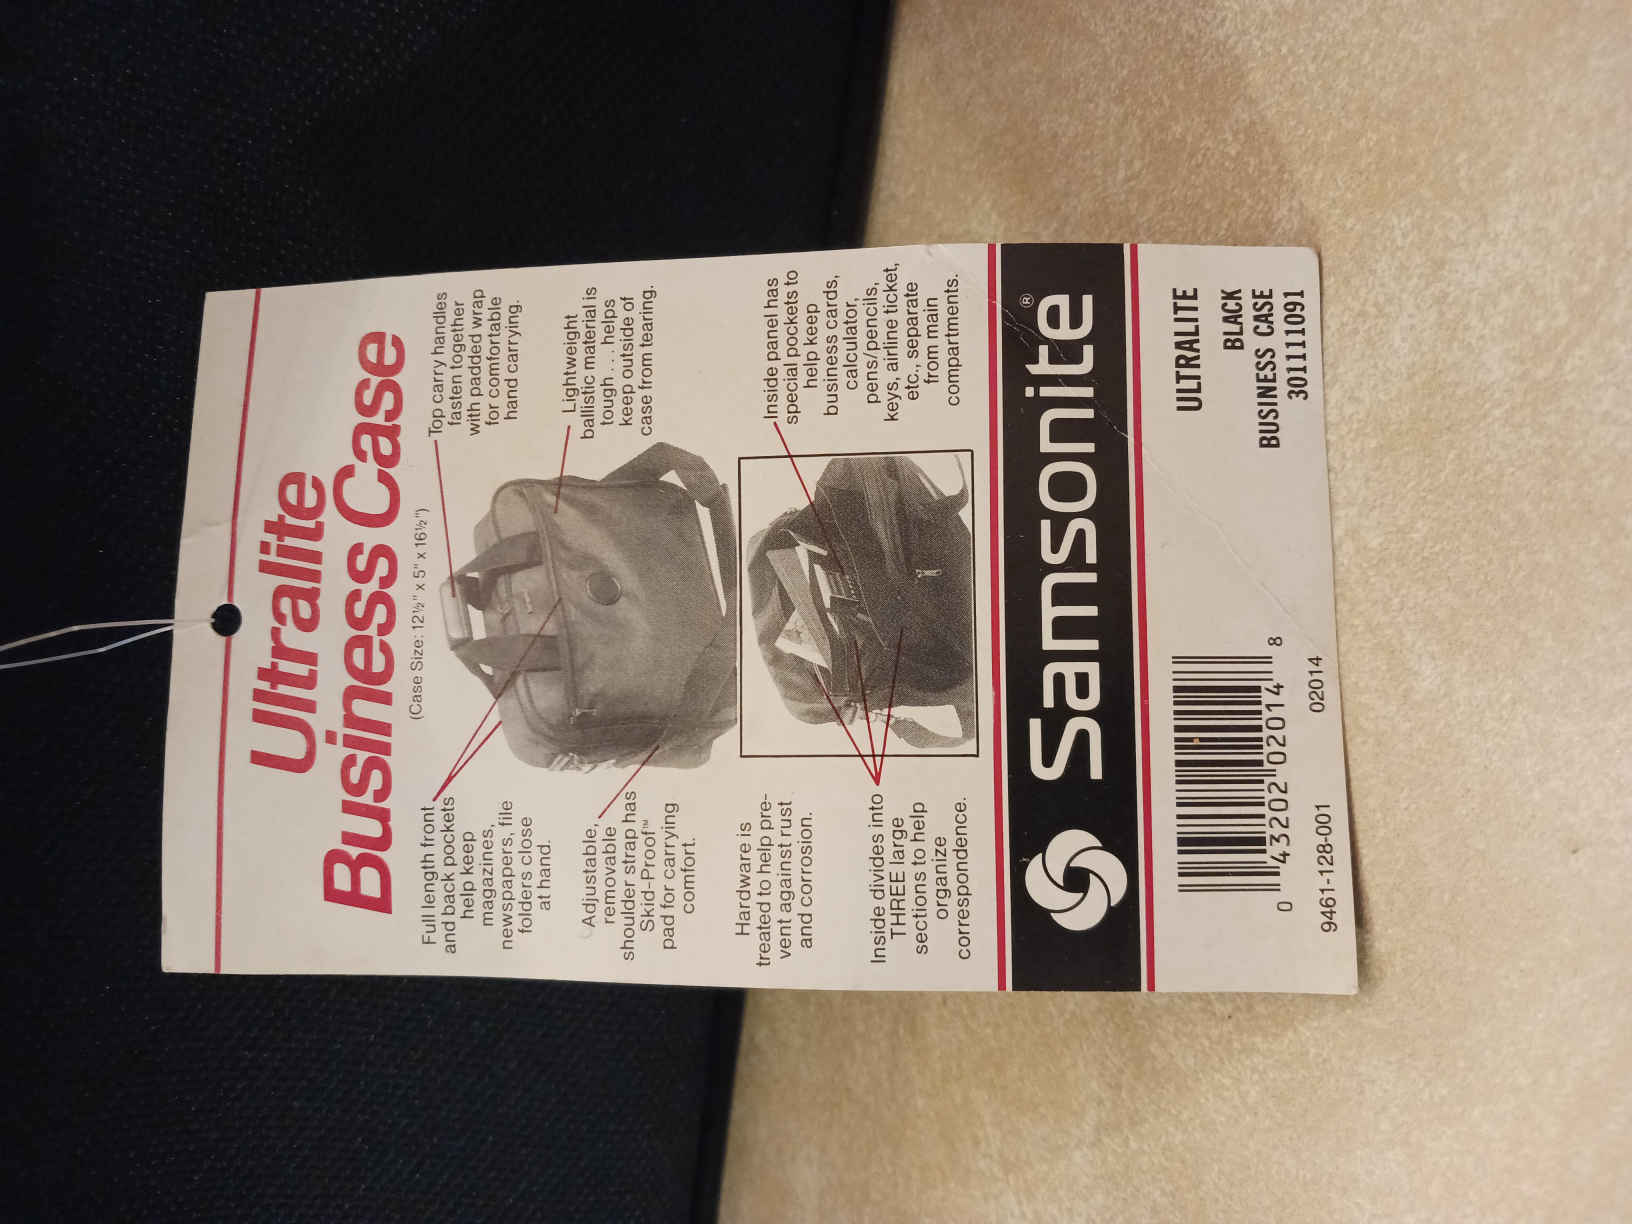 Ultralite
Business Case
(Case Size: 12½" x 5" x 16½")
Full length front
and back pockets
help keep
magazines,
newspapers, file
folders close
at hand.
Top carry handles
fasten together
with padded wrap
for comfortable
hand carrying.
Adjustable,
removable
shoulder strap has
Skid-Proof™
pad for carrying
comfort.
Lightweight
ballistic material is
tough . . . helps
keep outside of
case from tearing.
Hardware is
treated to help pre-
vent against rust
and corrosion.
Inside panel has
special pockets to
help keep
business cards,
calculator,
pens/pencils,
keys, airline ticket,
etc., separate
from main
compartments.
Inside divides into
THREE large
sections to help
organize
correspondence.
Samsonite®
ULTRALITE
BLACK
BUSINESS CASE
301111091
0 43202 02014 8
9461-128-001 02014